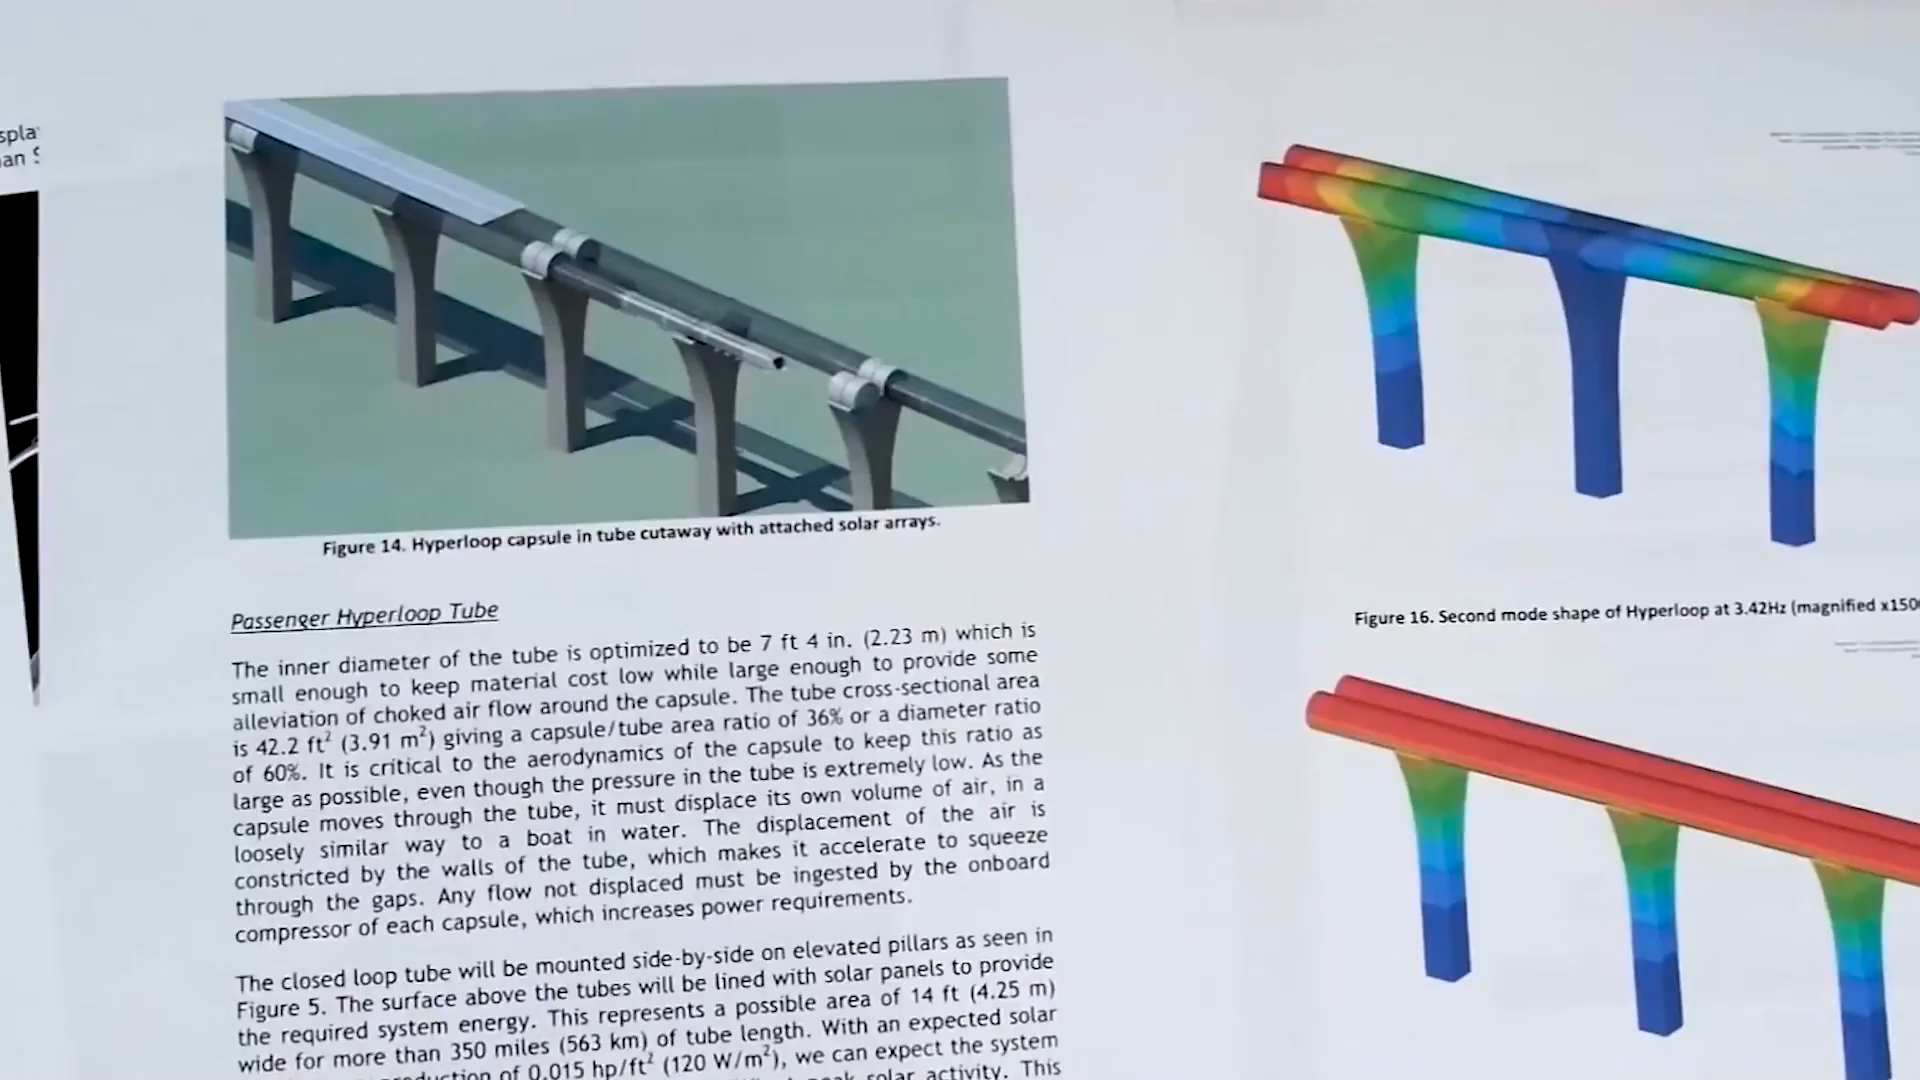 Figure 14. Hyperloop capsule in tube cutaway with attached solar arrays.
Passenger Hyperloop Tube
The inner diameter of the tube is optimized to be 7 ft 4 in. (2.23 m) which is
small enough to keep material cost low while large enough to provide some
alleviation of choked air flow around the capsule. The tube cross-sectional area
is 42.2 ft² (3.91 m²) giving a capsule/tube area ratio of 36% or a diameter ratio
of 60%. It is critical to the aerodynamics of the capsule to keep this ratio as
large as possible, even though the pressure in the tube is extremely low. As the
capsule moves through the tube, it must displace its own volume of air, in a
loosely similar way to a boat in water. The displacement of the air is
constricted by the walls of the tube, which makes it accelerate to squeeze
through the gaps. Any flow not displaced must be ingested by the onboard
compressor of each capsule, which increases power requirements.
The closed loop tube will be mounted side-by-side on elevated pillars as seen in
Figure 5. The surface above the tubes will be lined with solar panels to provide
the required system energy. This represents a possible area of 14 ft (4.25 m)
wide for more than 350 miles (563 km) of tube length. With an expected solar
of 0.015 hp/ft² (120 W/m²), we can expect the system
solar activity. This
Figure 16. Second mode shape of Hyperloop at 3.42Hz (magnified x150